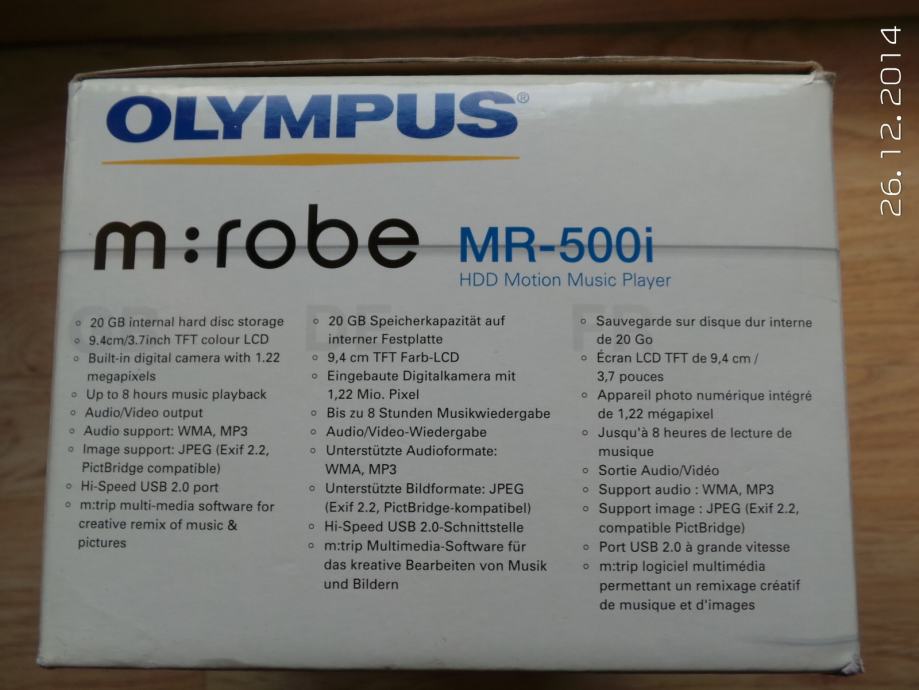 OLYMPUS®
m:robe MR-500i
HDD Motion Music Player
GB
◦ 20 GB internal hard disc storage
◦ 9.4cm/3.7inch TFT colour LCD
◦ Built-in digital camera with 1.22
megapixels
◦ Up to 8 hours music playback
◦ Audio/Video output
◦ Audio support: WMA, MP3
◦ Image support: JPEG (Exif 2.2,
PictBridge compatible)
◦ Hi-Speed USB 2.0 port
◦ m:trip multi-media software for
creative remix of music &
pictures
DE
◦ 20 GB Speicherkapazität auf
interner Festplatte
◦ 9,4 cm TFT Farb-LCD
◦ Eingebaute Digitalkamera mit
1,22 Mio. Pixel
◦ Bis zu 8 Stunden Musikwiedergabe
◦ Audio/Video-Wiedergabe
◦ Unterstützte Audioformate:
WMA, MP3
◦ Unterstützte Bildformate: JPEG
(Exif 2.2, PictBridge-kompatibel)
◦ Hi-Speed USB 2.0-Schnittstelle
◦ m:trip Multimedia-Software für
das kreative Bearbeiten von Musik
und Bildern
FR
◦ Sauvegarde sur disque dur interne
de 20 Go
◦ Écran LCD TFT de 9,4 cm /
3,7 pouces
◦ Appareil photo numérique intégré
de 1,22 mégapixel
◦ Jusqu'à 8 heures de lecture de
musique
◦ Sortie Audio/Vidéo
◦ Support audio : WMA, MP3
◦ Support image : JPEG (Exif 2.2,
compatible PictBridge)
◦ Port USB 2.0 à grande vitesse
◦ m:trip logiciel multimédia
permettant un remixage créatif
de musique et d'images
26.12.2014